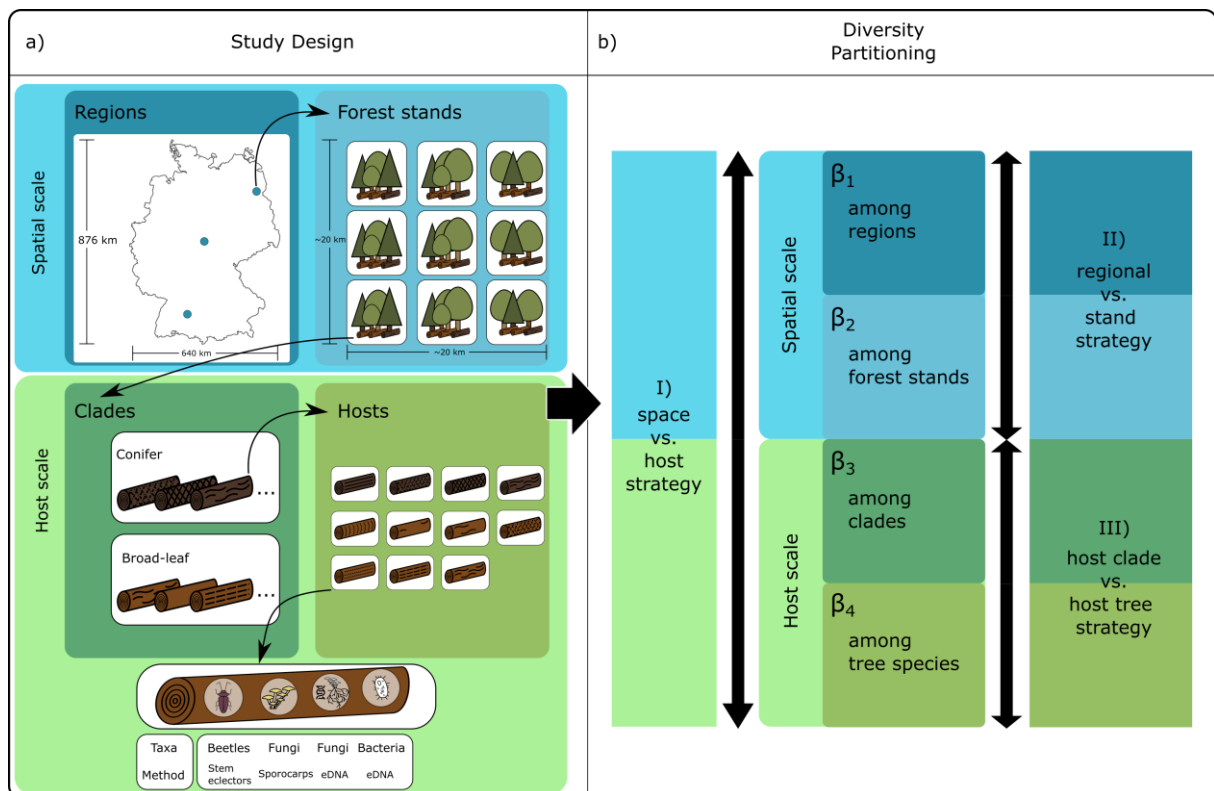 a)
Study Design
Spatial scale
Regions
876 km
640 km
Forest stands
~20 km
~20 km
Host scale
Clades
Conifer
...
Broad-leaf
...
Hosts
Taxa
Beetles
Fungi
Fungi
Bacteria
Method
Stem
eclectors
Sporocarps
eDNA
eDNA
b)
Diversity
Partitioning
I)
space
vs.
host
strategy
Spatial scale
β1
among
regions
β2
among
forest stands
Host scale
β3
among
clades
β4
among
tree species
II)
regional
vs.
stand
strategy
III)
host clade
vs.
host tree
strategy